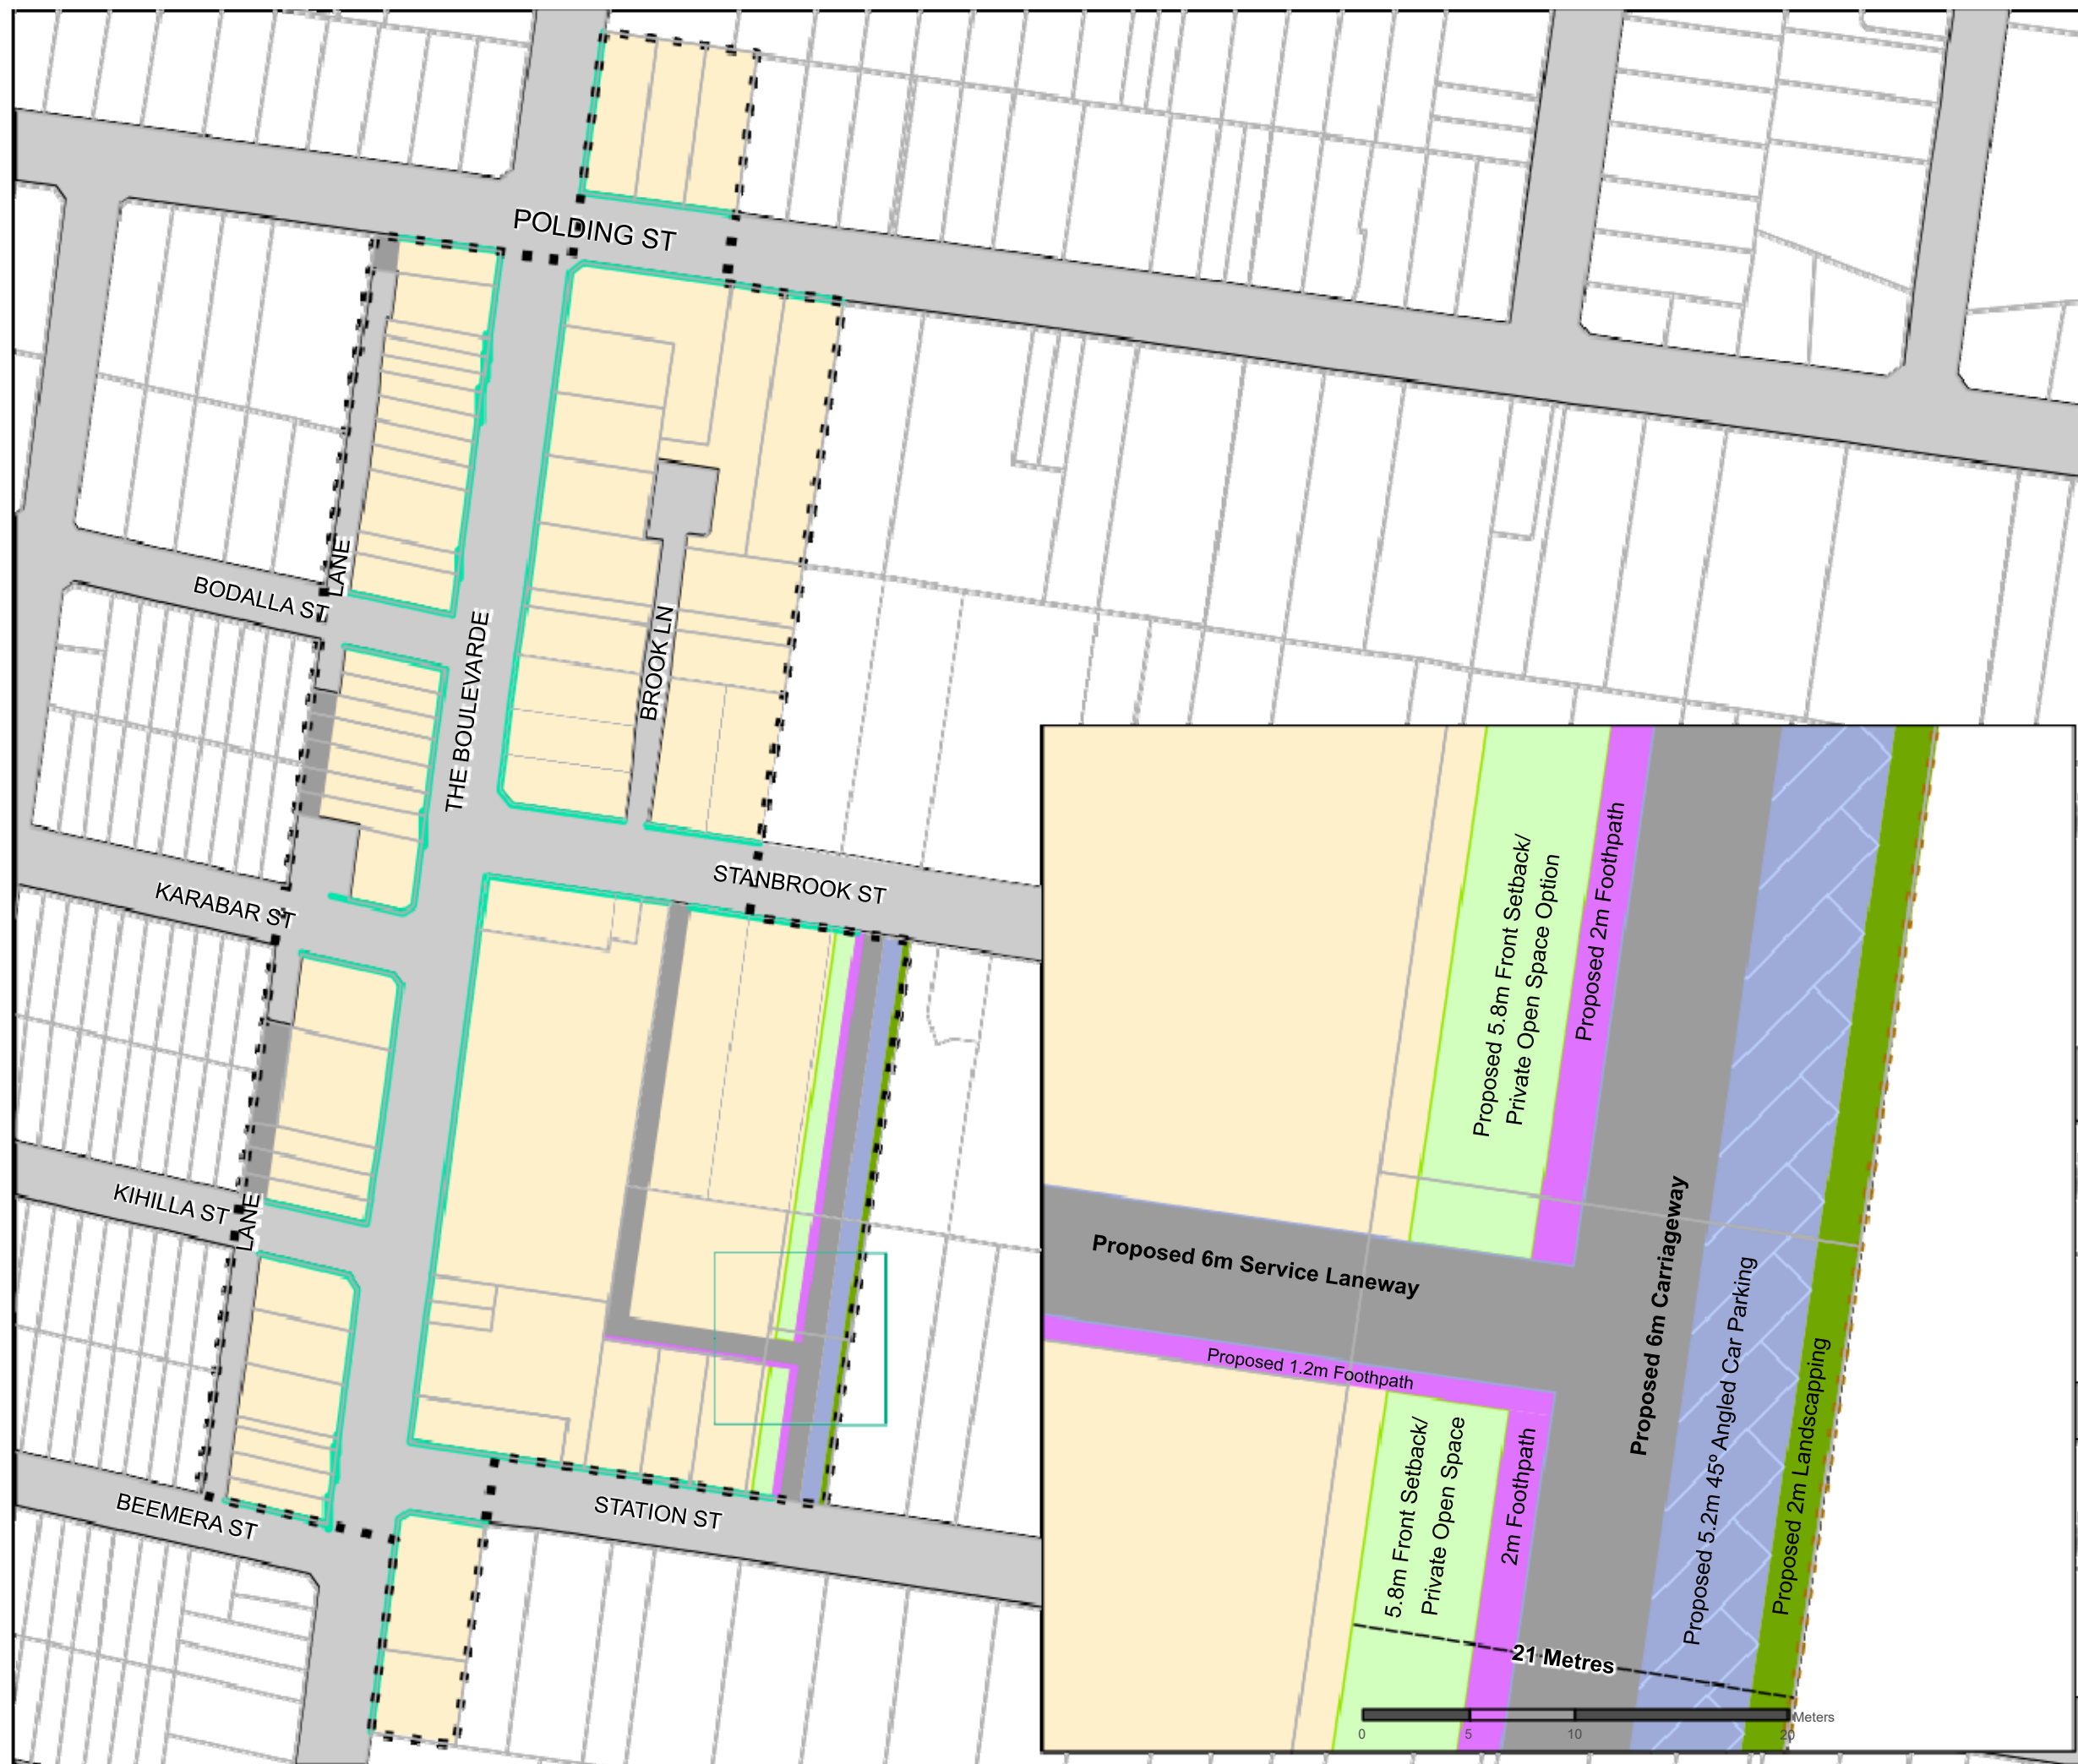 POLDING ST
BODALLA ST
LANE
THE BOULEVARDE
BROOK LN
STANBROOK ST
KARABAR ST
KIHILLA ST
LANE
BEEMERA ST
STATION ST
Proposed 5.8m Front Setback/
Private Open Space Option
Proposed 2m Footpath
Proposed 6m Service Laneway
Proposed 6m Carriageway
Proposed 1.2m Footpath
Proposed 5.2m 45º Angled Car Parking
Proposed 2m Landscapping
5.8m Front Setback/
Private Open Space
2m Footpath
21 Metres
Meters
0 5 10 20